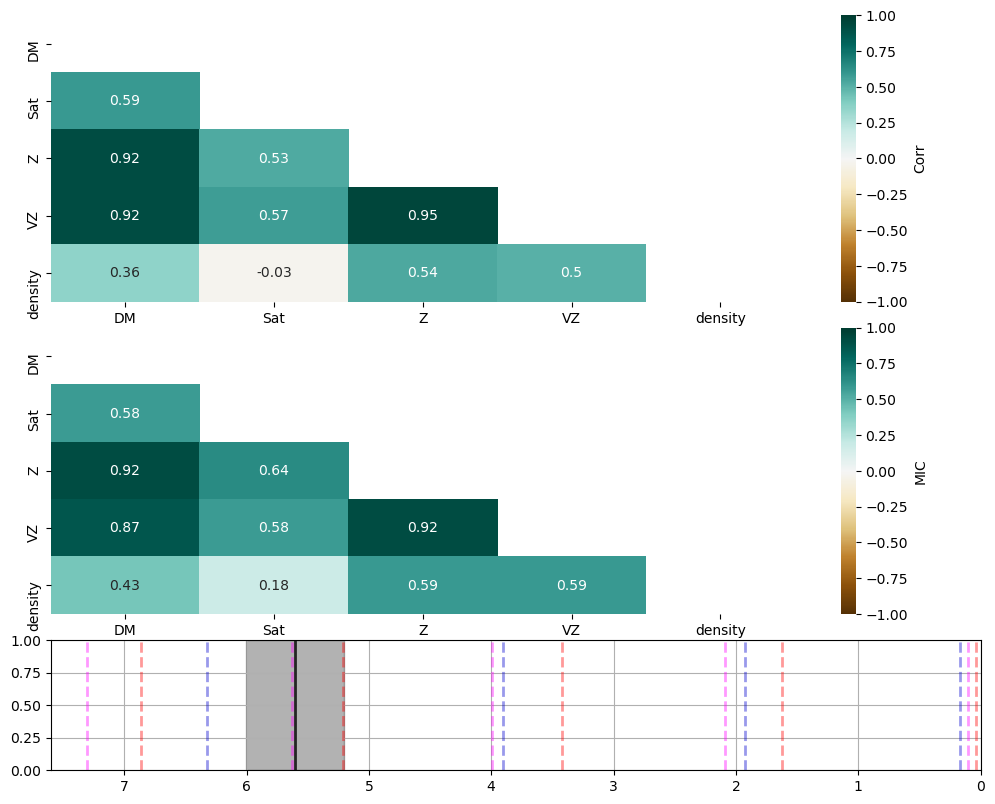 DM
Sat
Z
VZ
density
0.59
0.92 0.53
0.92 0.57 0.95
0.36 -0.03 0.54 0.5
DM Sat Z VZ density
1.00
0.75
0.50
0.25
0.00
−0.25
−0.50
−0.75
−1.00
Corr
DM
Sat
Z
VZ
density
0.58
0.92 0.64
0.87 0.58 0.92
0.43 0.18 0.59 0.59
DM Sat Z VZ density
1.00
0.75
0.50
0.25
0.00
−0.25
−0.50
−0.75
−1.00
MIC
1.00
0.75
0.50
0.25
0.00
7 6 5 4 3 2 1 0